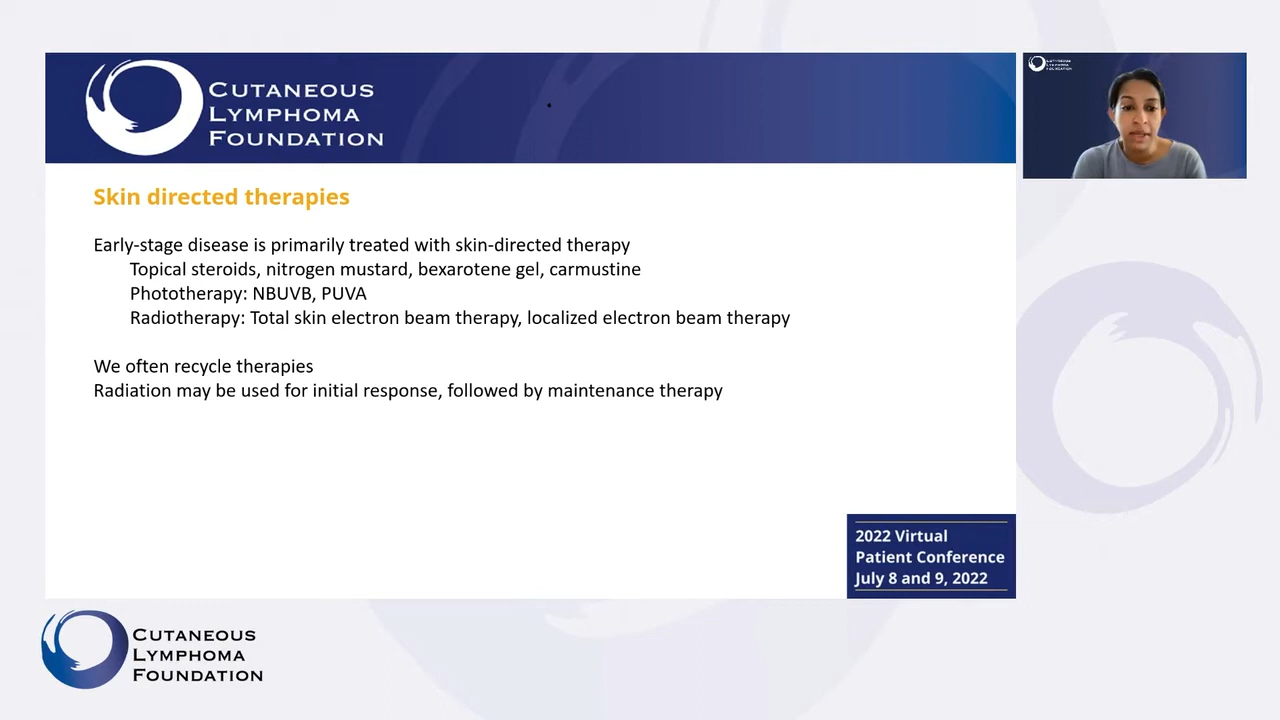 CUTANEOUS
LYMPHOMA
FOUNDATION
Skin directed therapies
Early-stage disease is primarily treated with skin-directed therapy
Topical steroids, nitrogen mustard, bexarotene gel, carmustine
Phototherapy: NBUVB, PUVA
Radiotherapy: Total skin electron beam therapy, localized electron beam therapy
We often recycle therapies
Radiation may be used for initial response, followed by maintenance therapy
2022 Virtual
Patient Conference
July 8 and 9, 2022
CUTANEOUS
LYMPHOMA
FOUNDATION
CUTANEOUS
LYMPHOMA
FOUNDATION